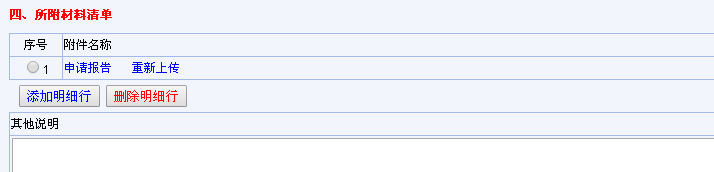 四、所附材料清单
序号 附件名称
1 申请报告 重新上传
添加明细行 删除明细行
其他说明